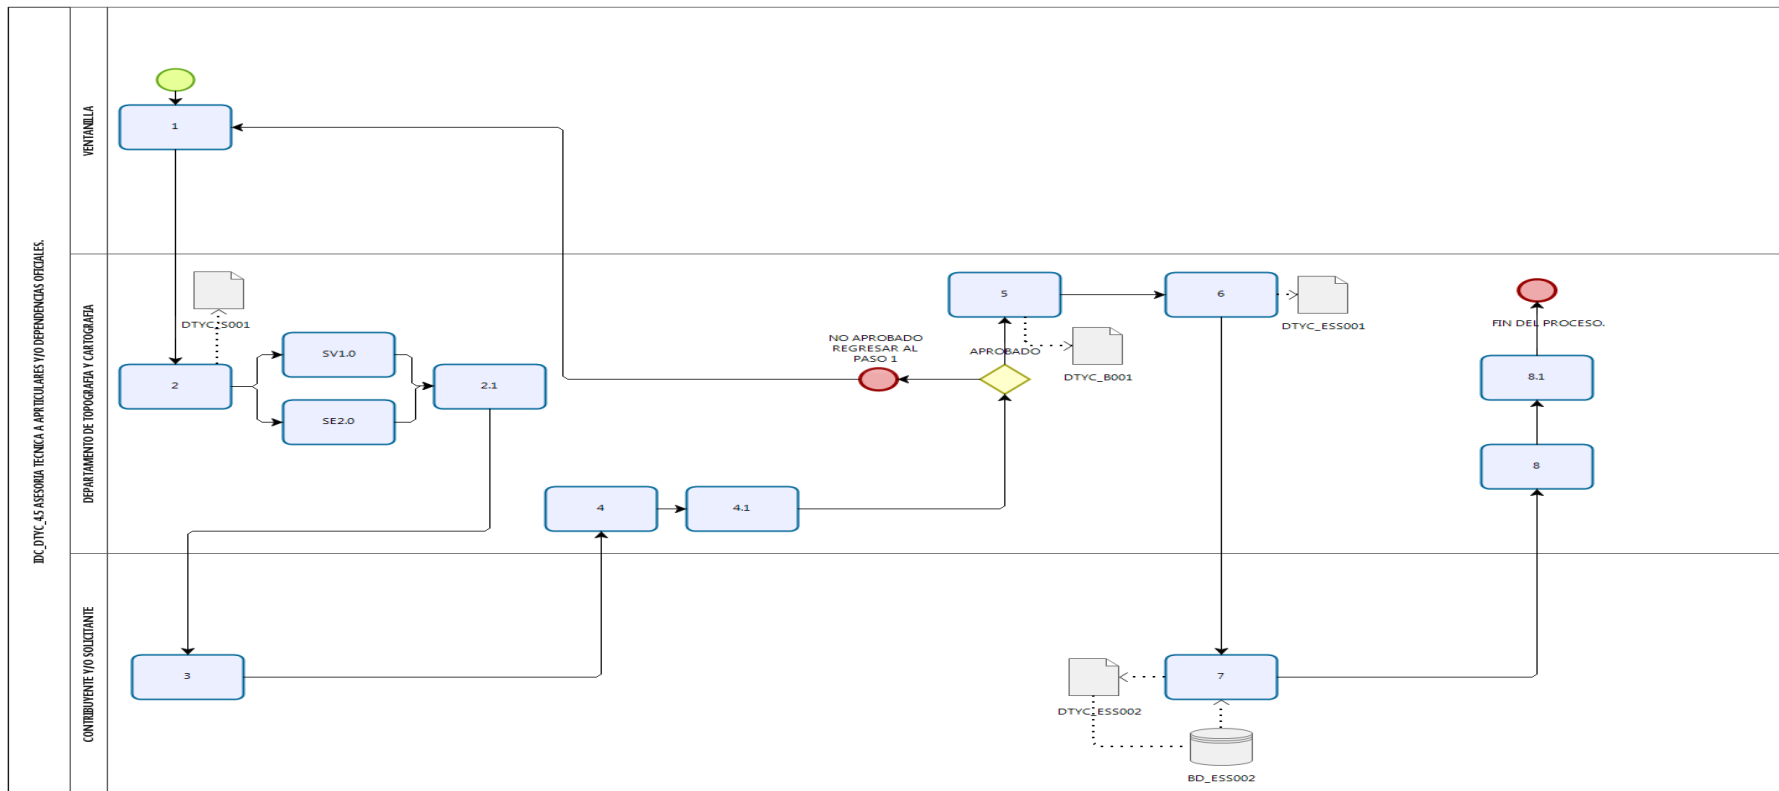 IDC_DTYC_4.5 ASESORIA TECNICA A APRTICULARES Y/O DEPENDENCIAS OFICIALES.
VENTANILLA
1
DEPARTAMENTO DE TOPOGRAFIA Y CARTOGRAFIA
DTYC_S001
2
SV1.0
SE2.0
2.1
4
4.1
NO APROBADO
REGRESAR AL
PASO 1
APROBADO
5
DTYC_B001
6
DTYC_ESS001
FIN DEL PROCESO.
8.1
8
CONTRIBUYENTE Y/O SOLICITANTE
3
7
DTYC_ESS002
BD_ESS002